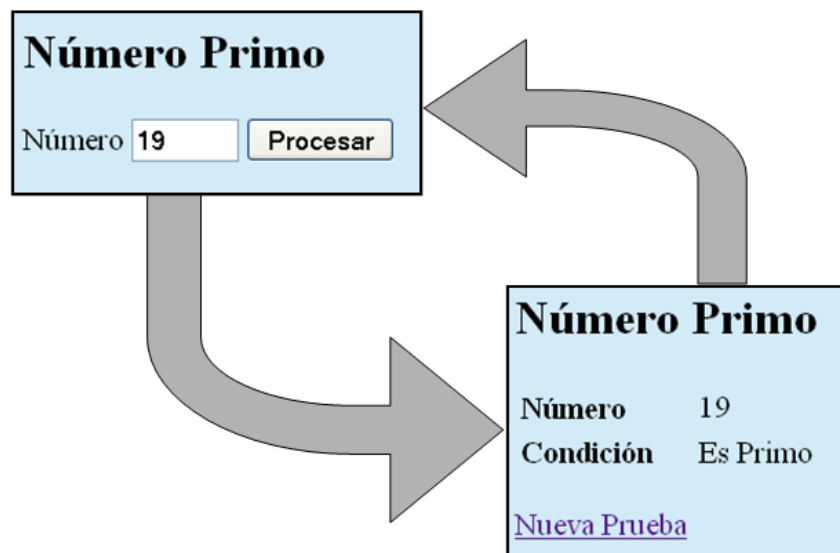 Número Primo
Número 19 Procesar
Número Primo
Número 19
Condición Es Primo
Nueva Prueba